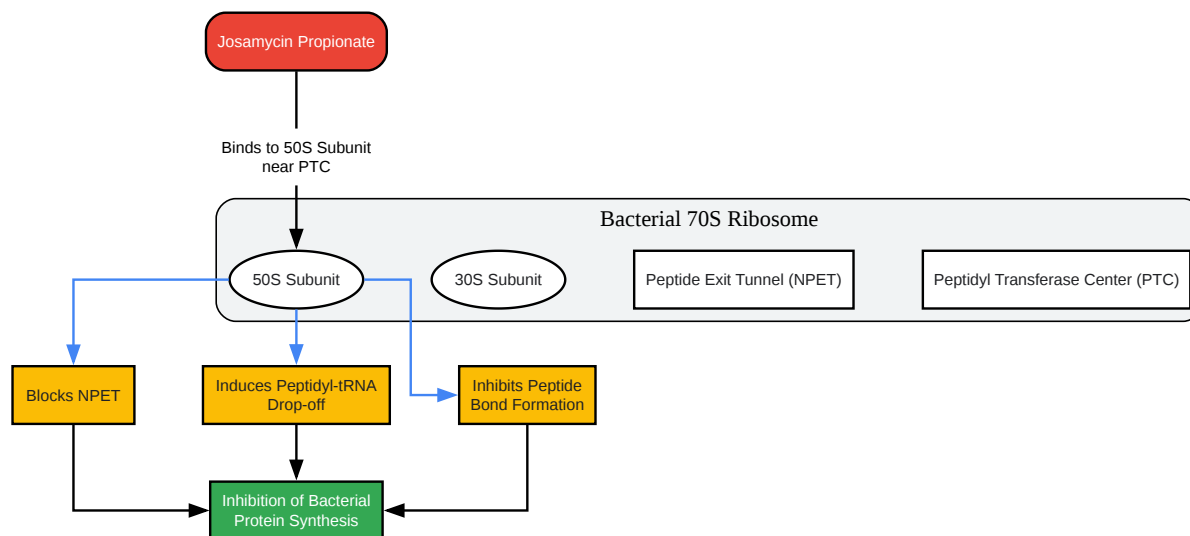 Josamycin Propionate
Binds to 50S Subunit
near PTC
Bacterial 70S Ribosome
50S Subunit
30S Subunit
Peptide Exit Tunnel (NPET)
Peptidyl Transferase Center (PTC)
Blocks NPET
Induces Peptidyl-tRNA
Drop-off
Inhibits Peptide
Bond Formation
Inhibition of Bacterial
Protein Synthesis